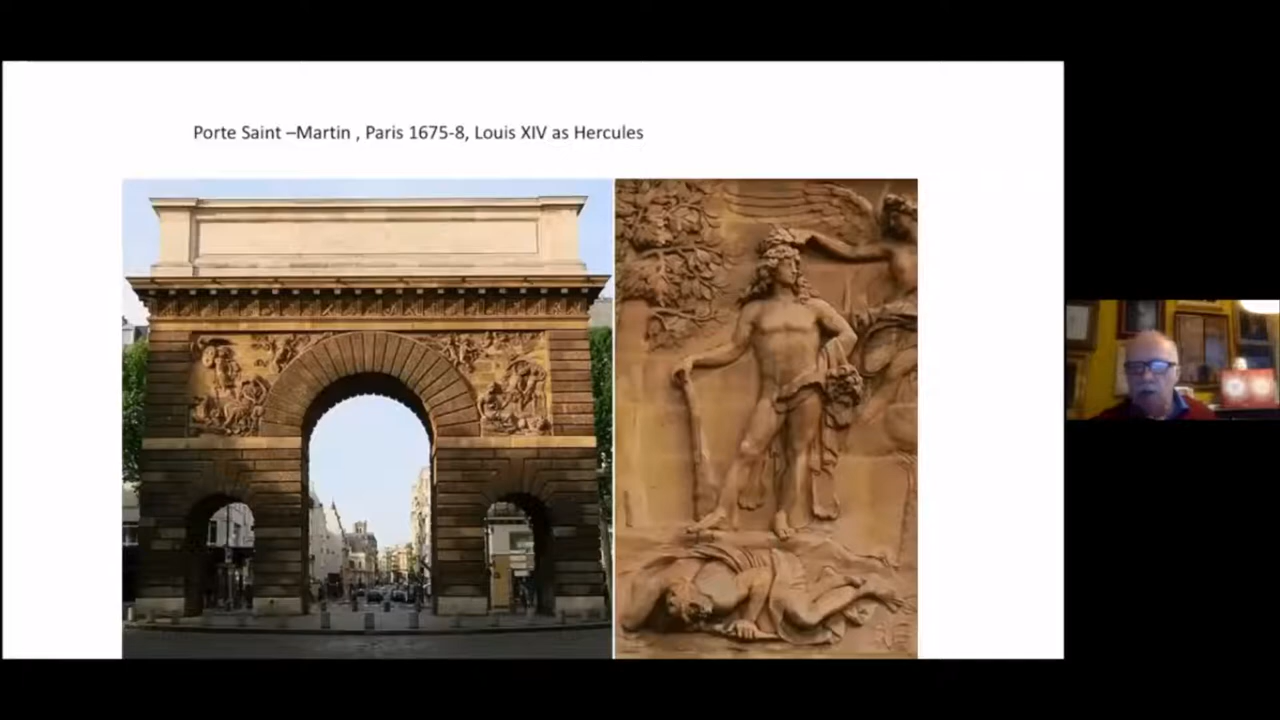 Porte Saint –Martin , Paris 1675-8, Louis XIV as Hercules